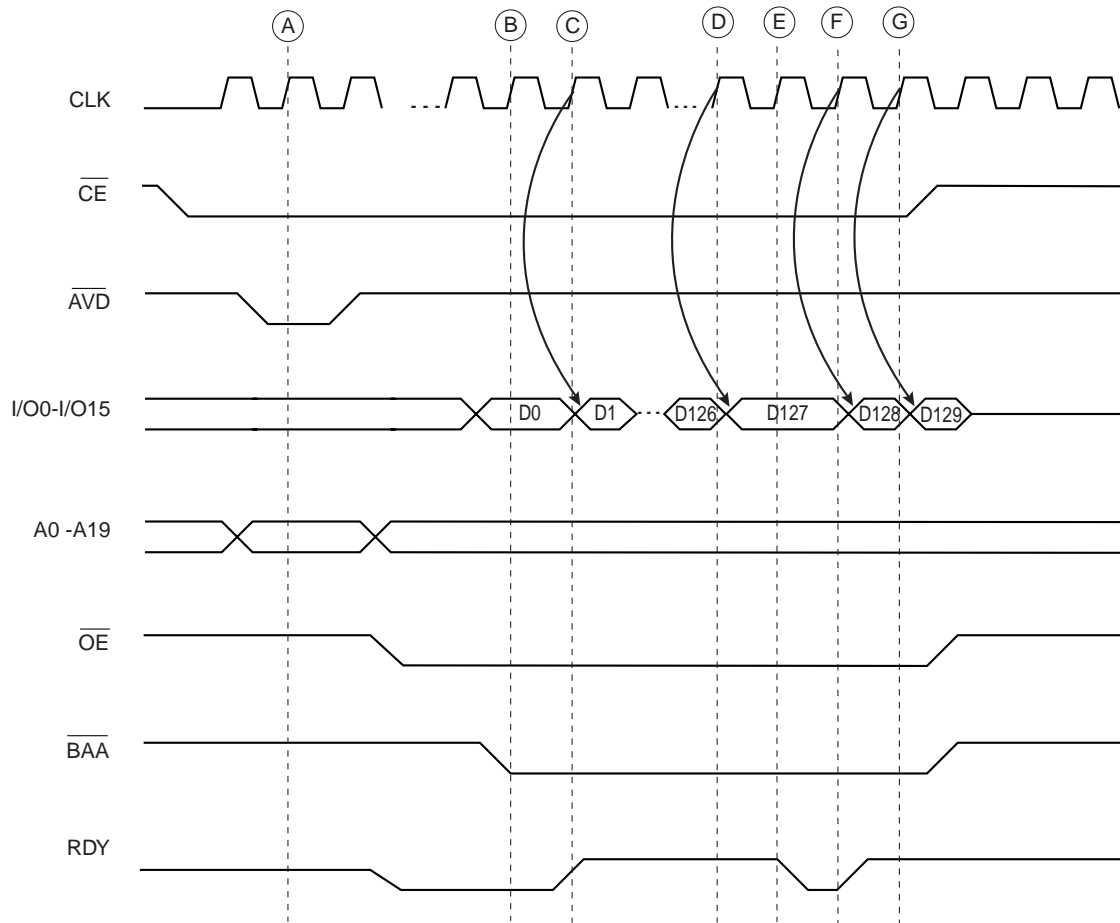 A B C D E F G
CLK
CE
AVD
I/O0-I/O15 D0 D1 D126 D127 D128 D129
A0 -A19
OE
BAA
RDY